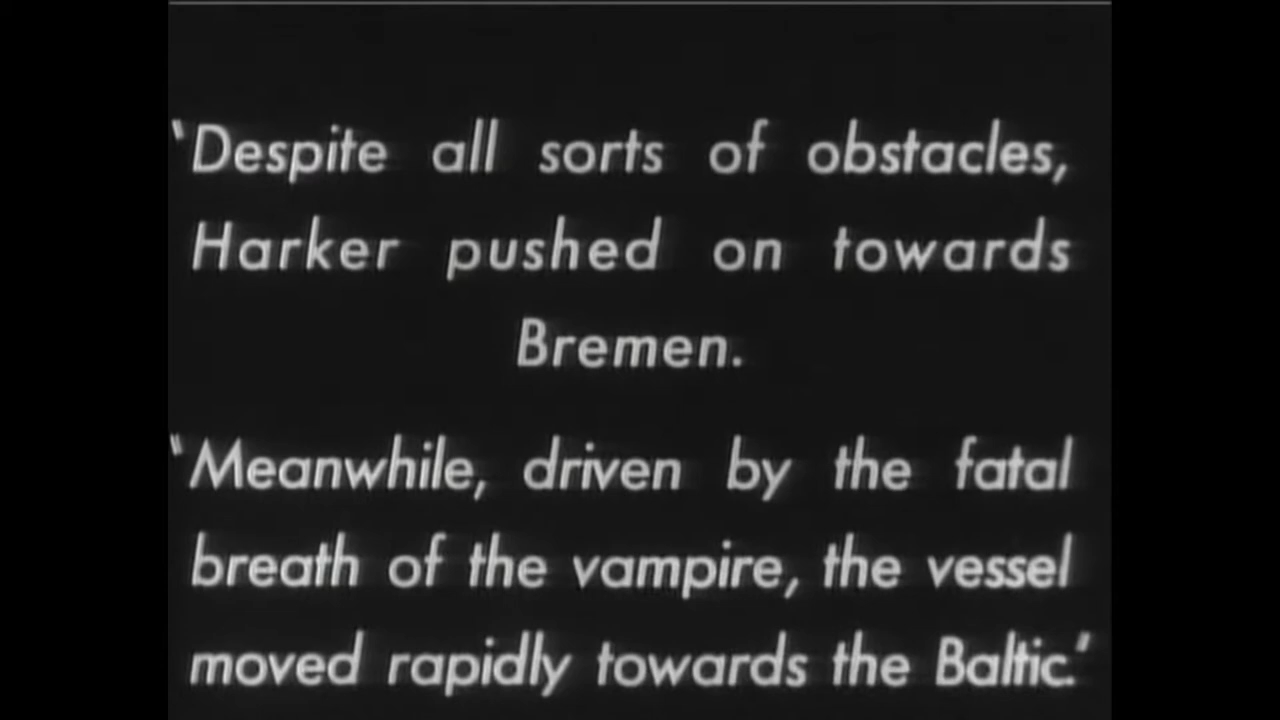 ‛Despite all sorts of obstacles,
Harker pushed on towards
Bremen.
‛Meanwhile, driven by the fatal
breath of the vampire, the vessel
moved rapidly towards the Baltic.’